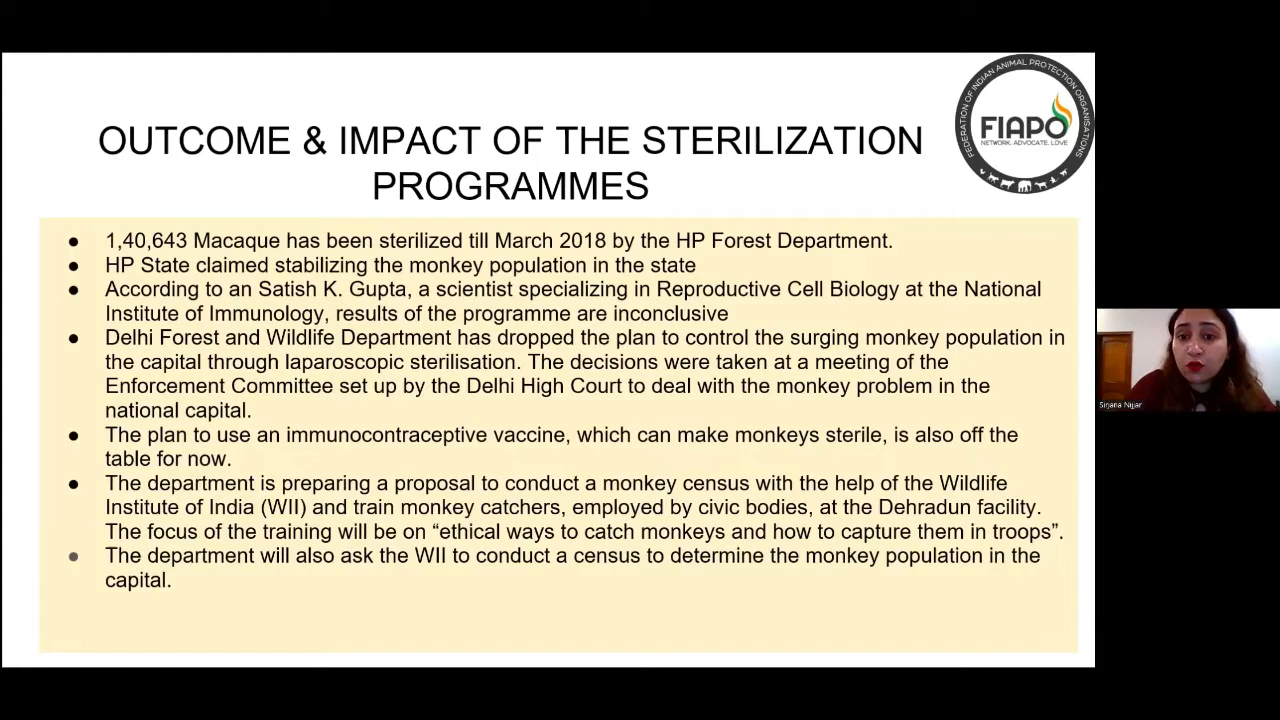 FEDERATION OF INDIAN ANIMAL PROTECTION ORGANISATIONS
FIAPO
NETWORK. ADVOCATE. LOVE
OUTCOME & IMPACT OF THE STERILIZATION
PROGRAMMES
● 1,40,643 Macaque has been sterilized till March 2018 by the HP Forest Department.
● HP State claimed stabilizing the monkey population in the state
● According to an Satish K. Gupta, a scientist specializing in Reproductive Cell Biology at the National
Institute of Immunology, results of the programme are inconclusive
● Delhi Forest and Wildlife Department has dropped the plan to control the surging monkey population in
the capital through laparoscopic sterilisation. The decisions were taken at a meeting of the
Enforcement Committee set up by the Delhi High Court to deal with the monkey problem in the
national capital.
● The plan to use an immunocontraceptive vaccine, which can make monkeys sterile, is also off the
table for now.
● The department is preparing a proposal to conduct a monkey census with the help of the Wildlife
Institute of India (WII) and train monkey catchers, employed by civic bodies, at the Dehradun facility.
The focus of the training will be on “ethical ways to catch monkeys and how to capture them in troops”.
● The department will also ask the WII to conduct a census to determine the monkey population in the
capital.
Sirjana Nijjar